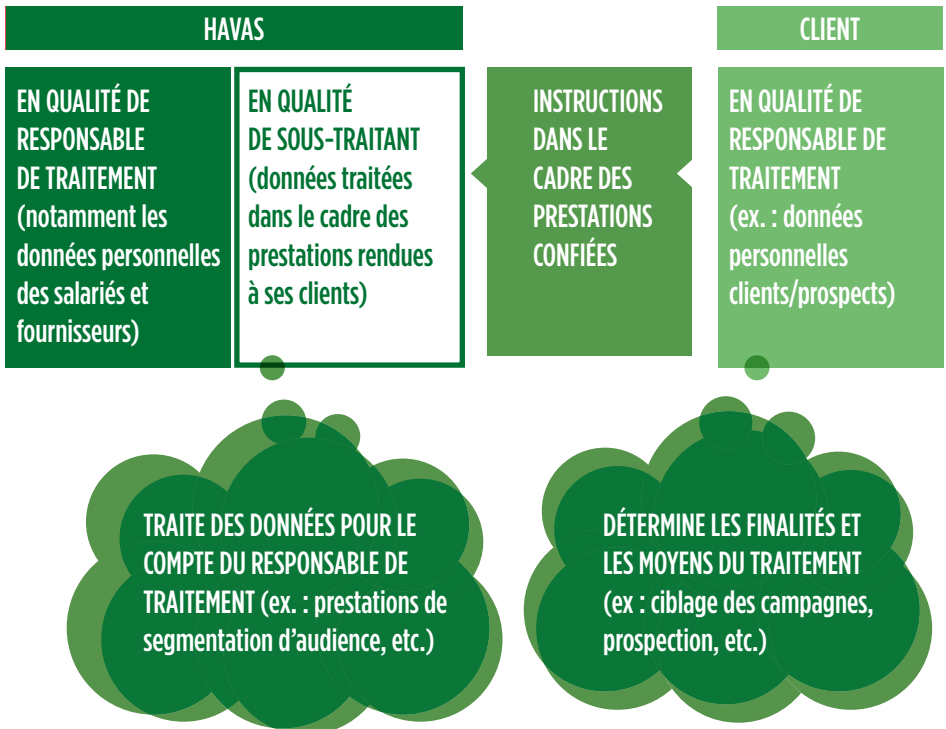 HAVAS
CLIENT
EN QUALITÉ DE
RESPONSABLE
DE TRAITEMENT
(notamment les
données personnelles
des salariés et
fournisseurs)
EN QUALITÉ
DE SOUS-TRAITANT
(données traitées
dans le cadre des
prestations rendues
à ses clients)
INSTRUCTIONS
DANS LE
CADRE DES
PRESTATIONS
CONFIÉES
EN QUALITÉ DE
RESPONSABLE DE
TRAITEMENT
(ex. : données
personnelles
clients/prospects)
TRAITE DES DONNÉES POUR LE
COMPTE DU RESPONSABLE DE
TRAITEMENT (ex. : prestations de
segmentation d’audience, etc.)
DÉTERMINE LES FINALITÉS ET
LES MOYENS DU TRAITEMENT
(ex : ciblage des campagnes,
prospection, etc.)